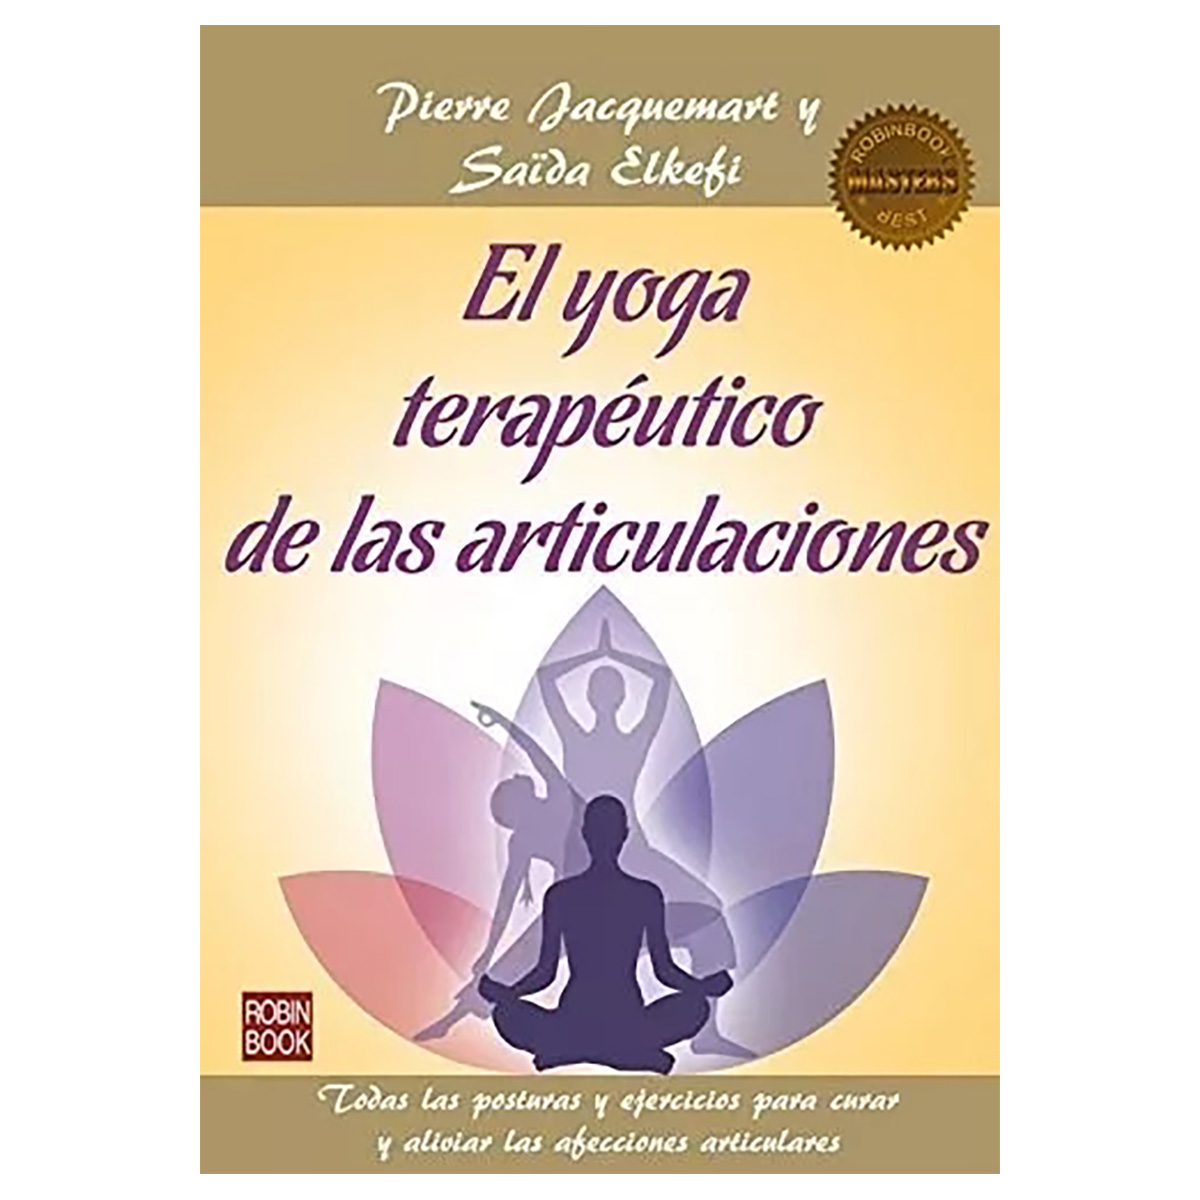 Pierre Jacquemart y
Saïda Elkefi
ROBINBOOK
MASTERS
BEST
El yoga
terapéutico
de las articulaciones
ROBIN
BOOK
Todas las posturas y ejercicios para curar
y aliviar las afecciones articulares